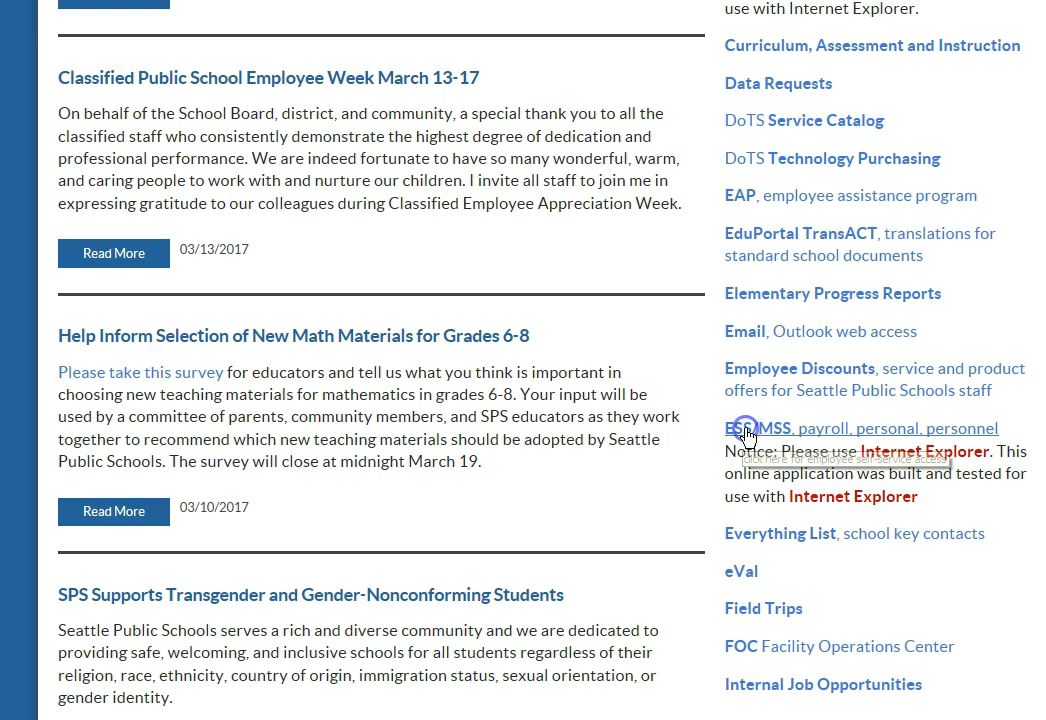 Classified Public School Employee Week March 13-17
On behalf of the School Board, district, and community, a special thank you to all the
classified staff who consistently demonstrate the highest degree of dedication and
professional performance. We are indeed fortunate to have so many wonderful, warm,
and caring people to work with and nurture our children. I invite all staff to join me in
expressing gratitude to our colleagues during Classified Employee Appreciation Week.
Read More 03/13/2017
Help Inform Selection of New Math Materials for Grades 6-8
Please take this survey for educators and tell us what you think is important in
choosing new teaching materials for mathematics in grades 6-8. Your input will be
used by a committee of parents, community members, and SPS educators as they work
together to recommend which new teaching materials should be adopted by Seattle
Public Schools. The survey will close at midnight March 19.
Read More 03/10/2017
SPS Supports Transgender and Gender-Nonconforming Students
Seattle Public Schools serves a rich and diverse community and we are dedicated to
providing safe, welcoming, and inclusive schools for all students regardless of their
religion, race, ethnicity, country of origin, immigration status, sexual orientation, or
gender identity.
use with Internet Explorer.
Curriculum, Assessment and Instruction
Data Requests
DoTS Service Catalog
DoTS Technology Purchasing
EAP, employee assistance program
EduPortal TransACT, translations for
standard school documents
Elementary Progress Reports
Email, Outlook web access
Employee Discounts, service and product
offers for Seattle Public Schools staff
ESS/MSS, payroll, personal, personnel
Notice: Please use Internet Explorer. This
click here for employee self-service access
online application was built and tested for
use with Internet Explorer
Everything List, school key contacts
eVal
Field Trips
FOC Facility Operations Center
Internal Job Opportunities